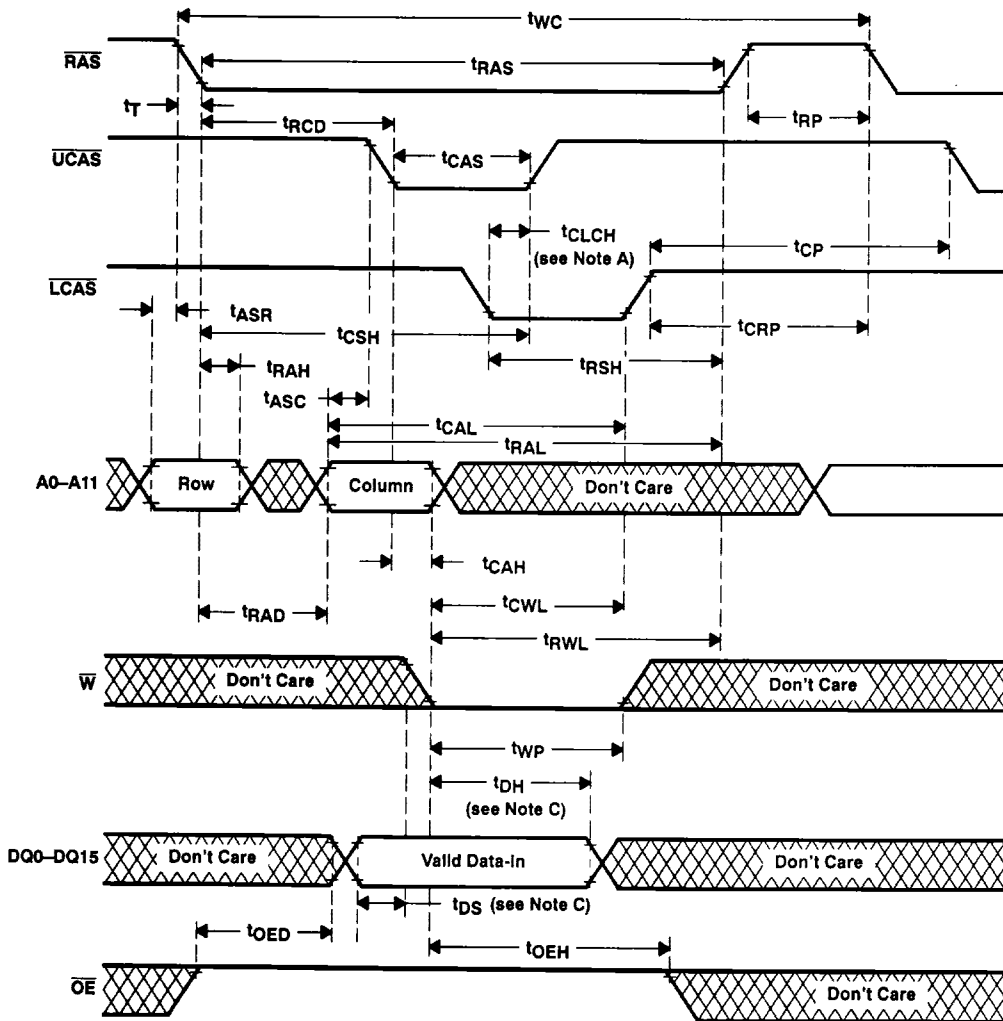 tWC
RAS
tRAS
tT
tRP
tRCD
UCAS
tCAS
tCLCH
(see Note A)
tCP
LCAS
tASR
tCSH
tCRP
tRAH
tRSH
tASC
tCAL
tRAL
A0–A11
Row
Column
Don't Care
tCAH
tCWL
tRAD
tRWL
W
Don't Care
Don't Care
tWP
tDH
(see Note C)
DQ0–DQ15
Don't Care
Valid Data-In
Don't Care
tDS (see Note C)
tOED
tOEH
OE
Don't Care